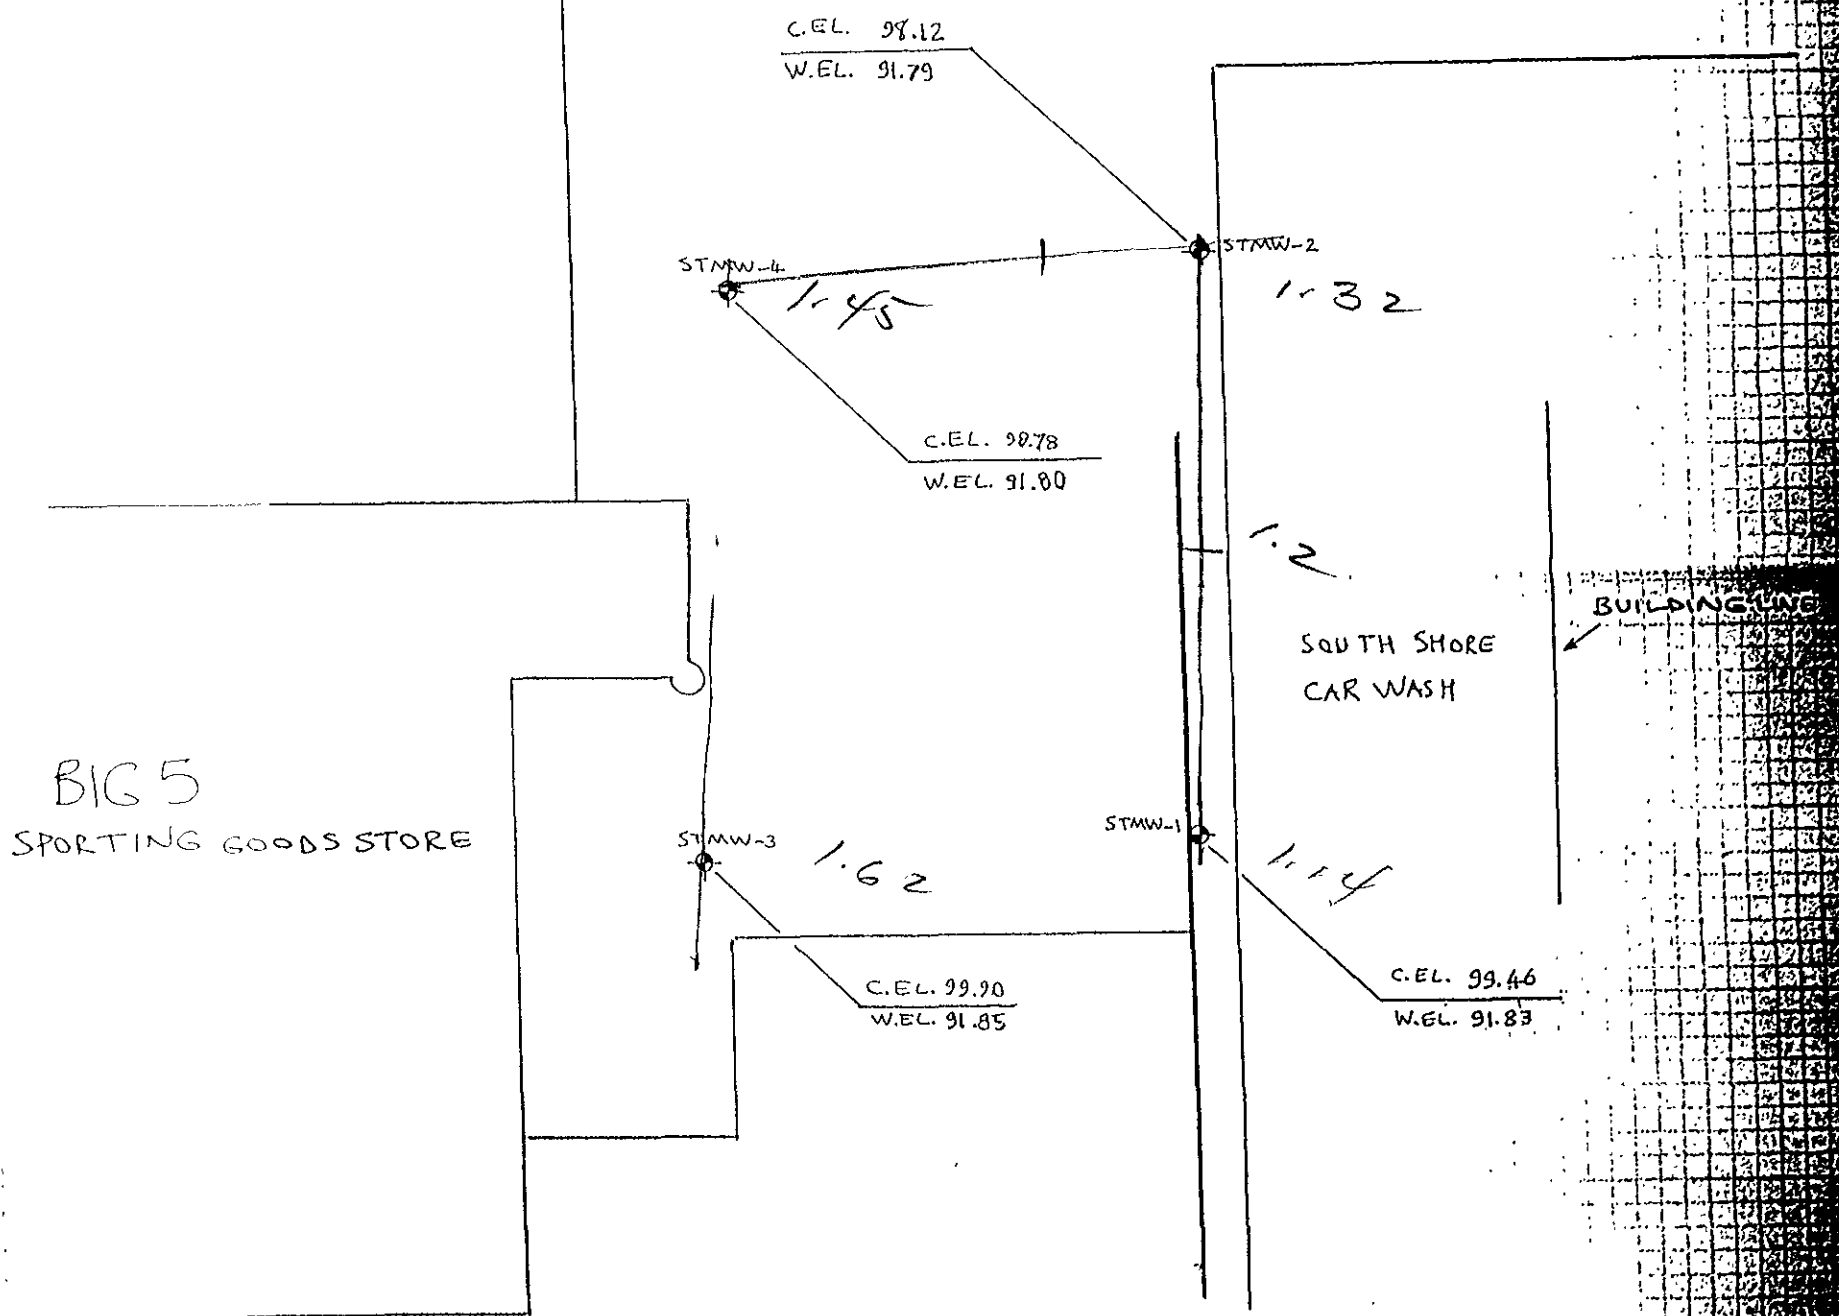 C.EL. 98.12
W.EL. 91.79
STMW-4
STMW-2
1.45
1.32
C.EL. 98.78
W.EL. 91.80
1.2
BUILDING LINE
SOUTH SHORE
CAR WASH
BIG 5
SPORTING GOODS STORE
STMW-3
1.62
STMW-1
C.EL. 99.90
W.EL. 91.85
C.EL. 99.46
W.EL. 91.83